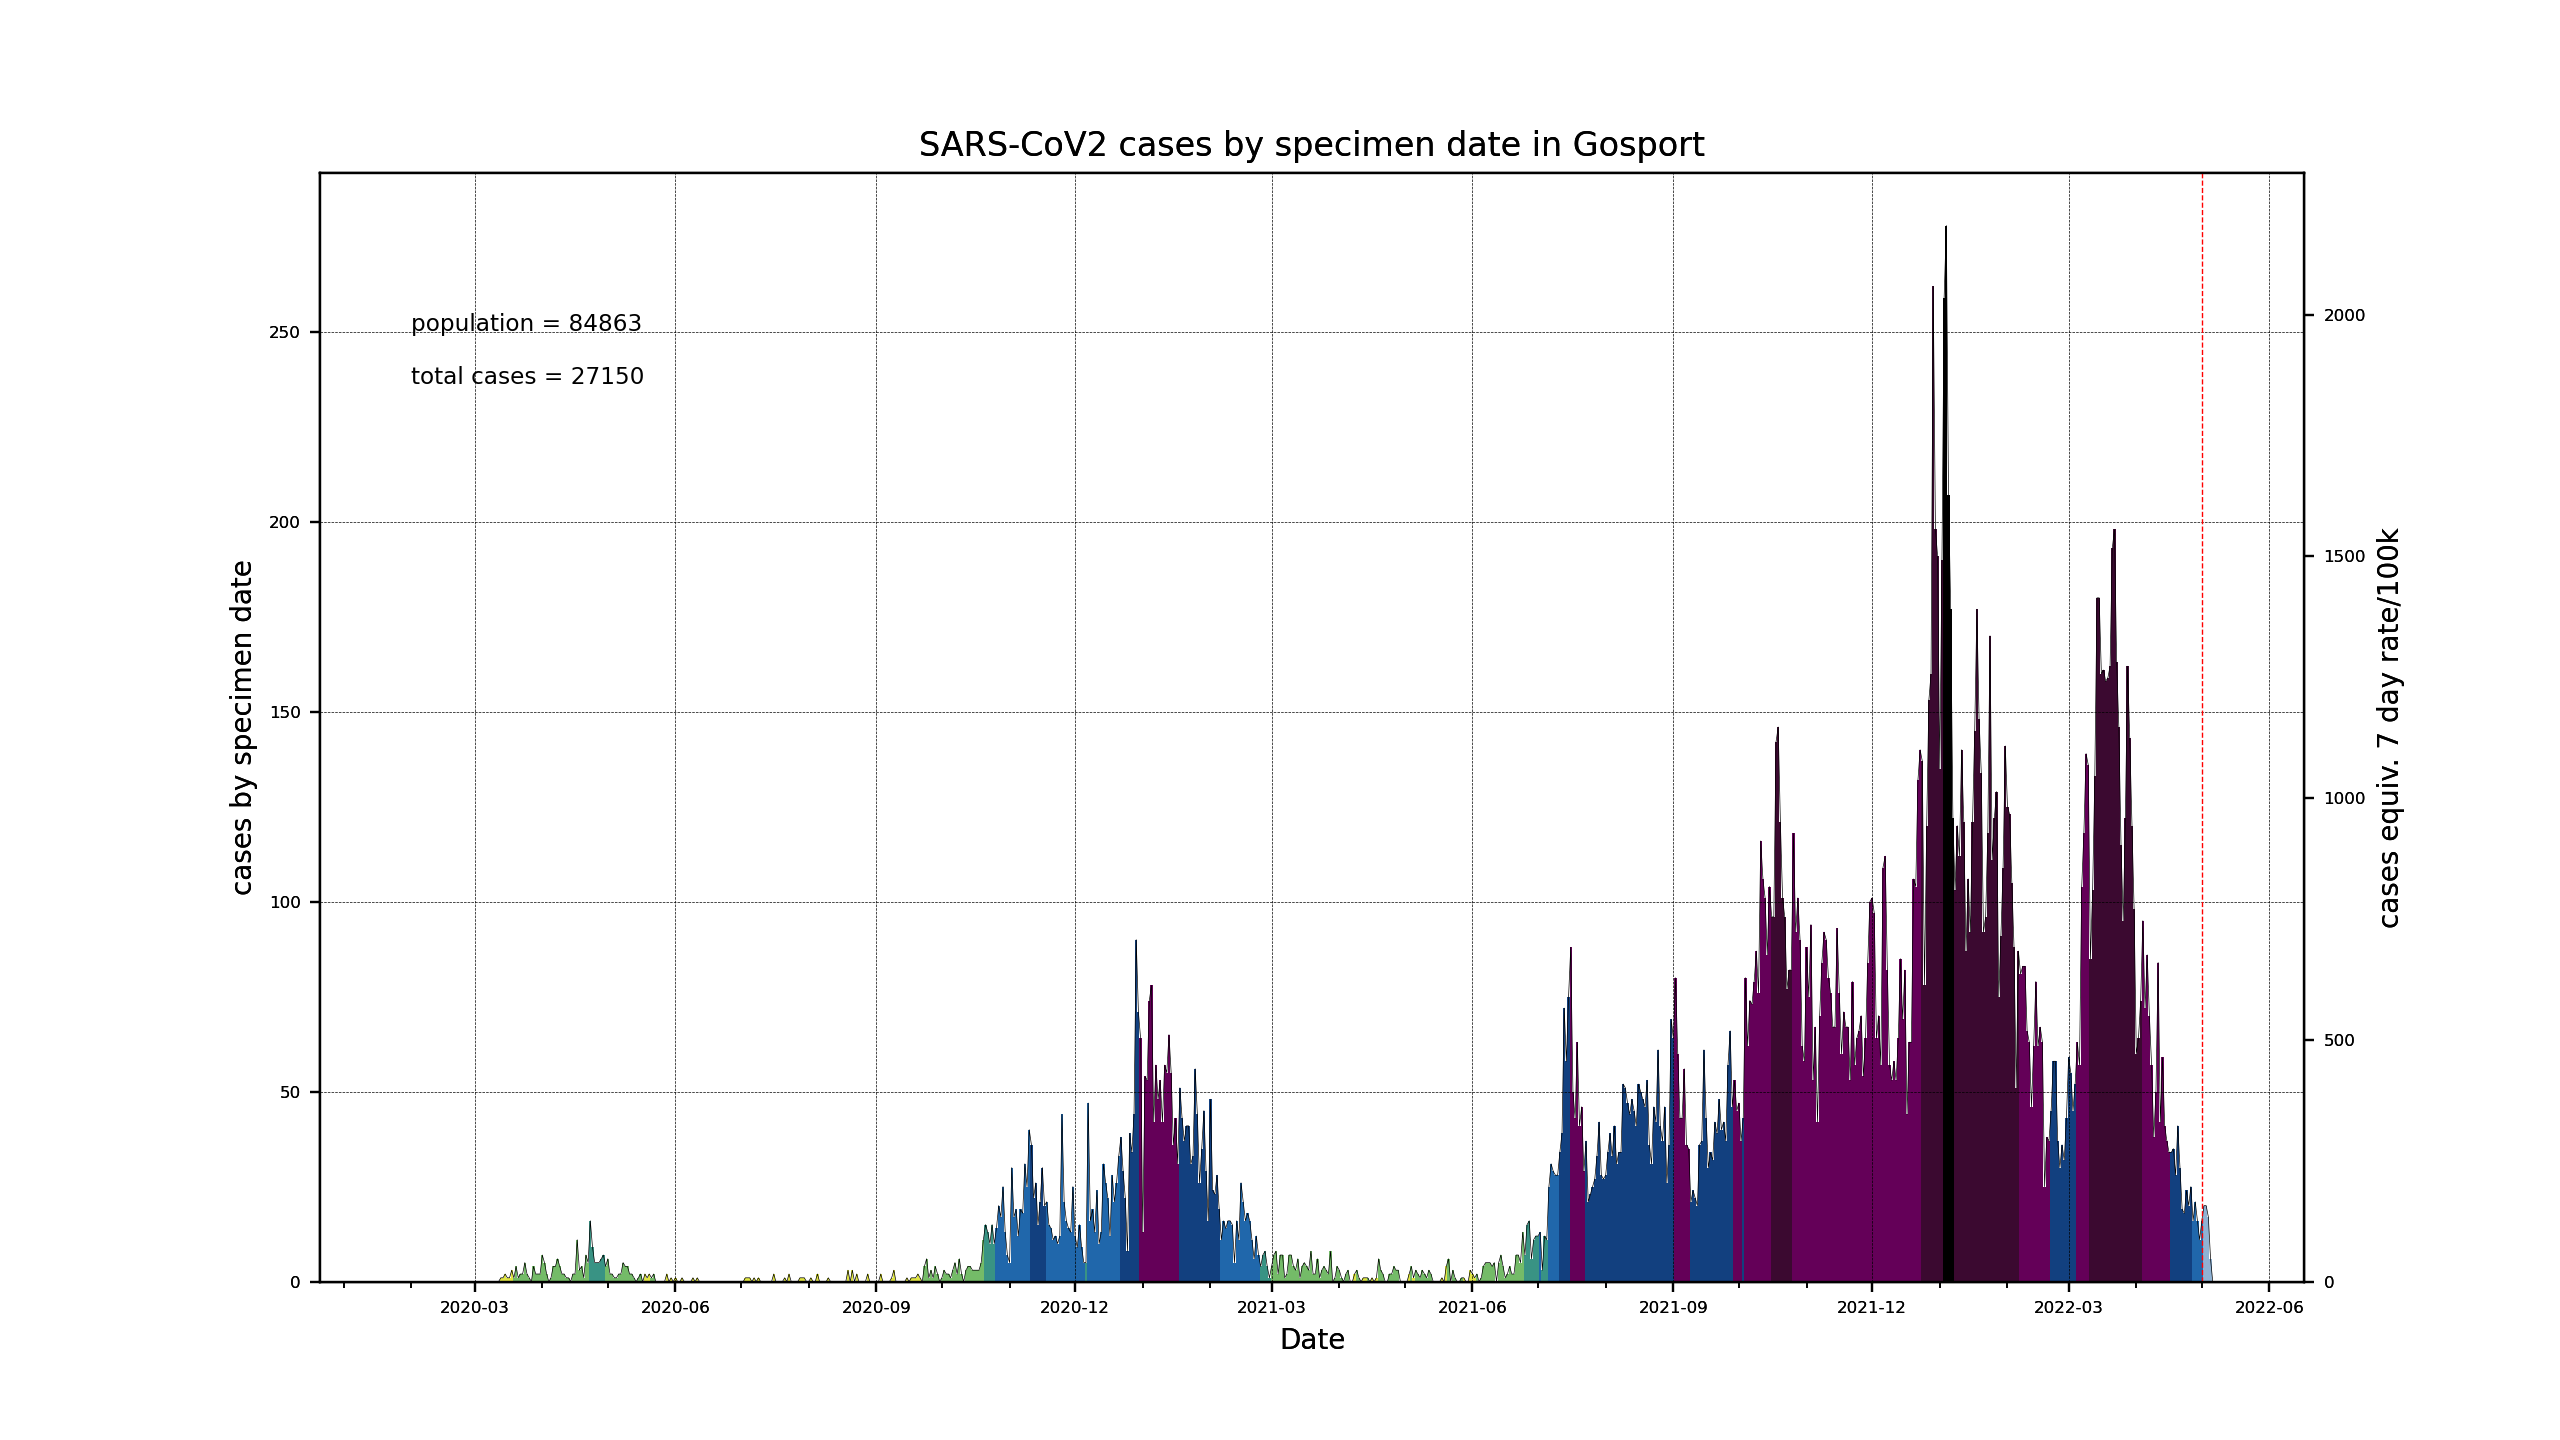 SARS-CoV2 cases by specimen date in Gosport
population = 84863
total cases = 27150
cases by specimen date
250
200
150
100
50
0
2000
1500
1000
500
0
cases equiv. 7 day rate/100k
2020-03 2020-06 2020-09 2020-12 2021-03 2021-06 2021-09 2021-12 2022-03 2022-06
Date